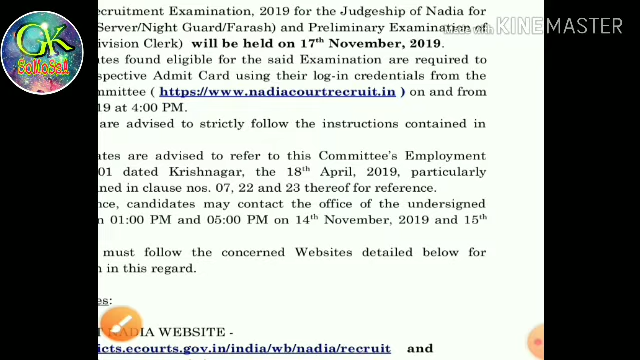 GK
SoMoSai
Made with
KINEMASTER
ecruitment Examination, 2019 for the Judgeship of Nadia for
Server/Night Guard/Farash) and Preliminary Examination of
ivision Clerk) will be held on 17th November, 2019.
ates found eligible for the said Examination are required to
spective Admit Card using their log-in credentials from the
ommittee ( https://www.nadiacourtrecruit.in ) on and from
19 at 4:00 PM.
are advised to strictly follow the instructions contained in
ates are advised to refer to this Committee's Employment
01 dated Krishnagar, the 18th April, 2019, particularly
ined in clause nos. 07, 22 and 23 thereof for reference.
nce, candidates may contact the office of the undersigned
n 01:00 PM and 05:00 PM on 14th November, 2019 and 15th
must follow the concerned Websites detailed below for
n in this regard.
es:
T NADIA WEBSITE -
icts.ecourts.gov.in/india/wb/nadia/recruit and